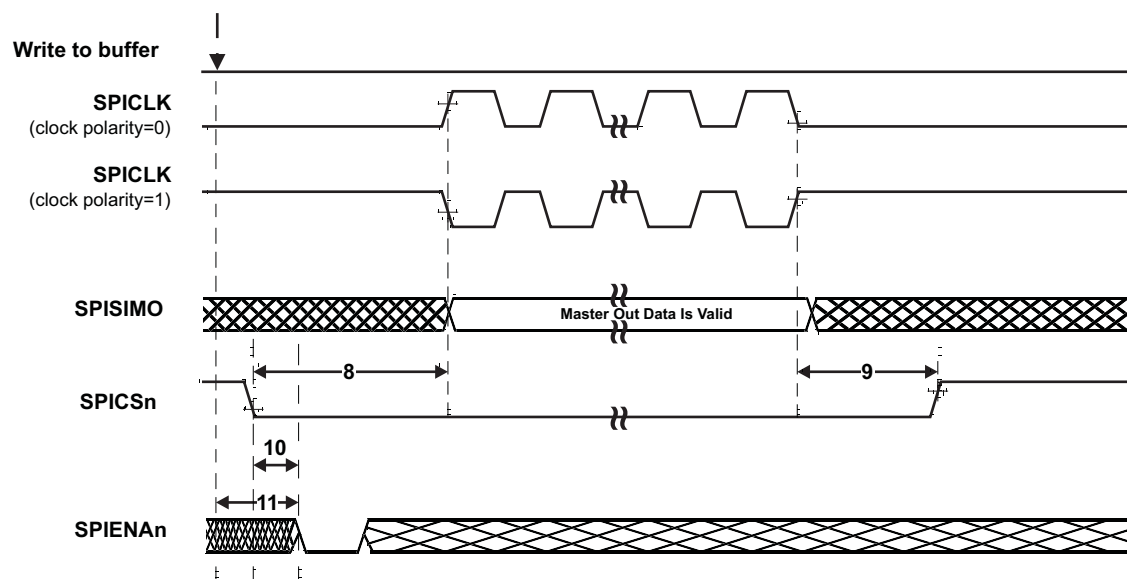 Write to buffer
SPICLK
(clock polarity=0)
SPICLK
(clock polarity=1)
SPISIMO
Master Out Data Is Valid
8
9
SPICSn
10
11
SPIENAn